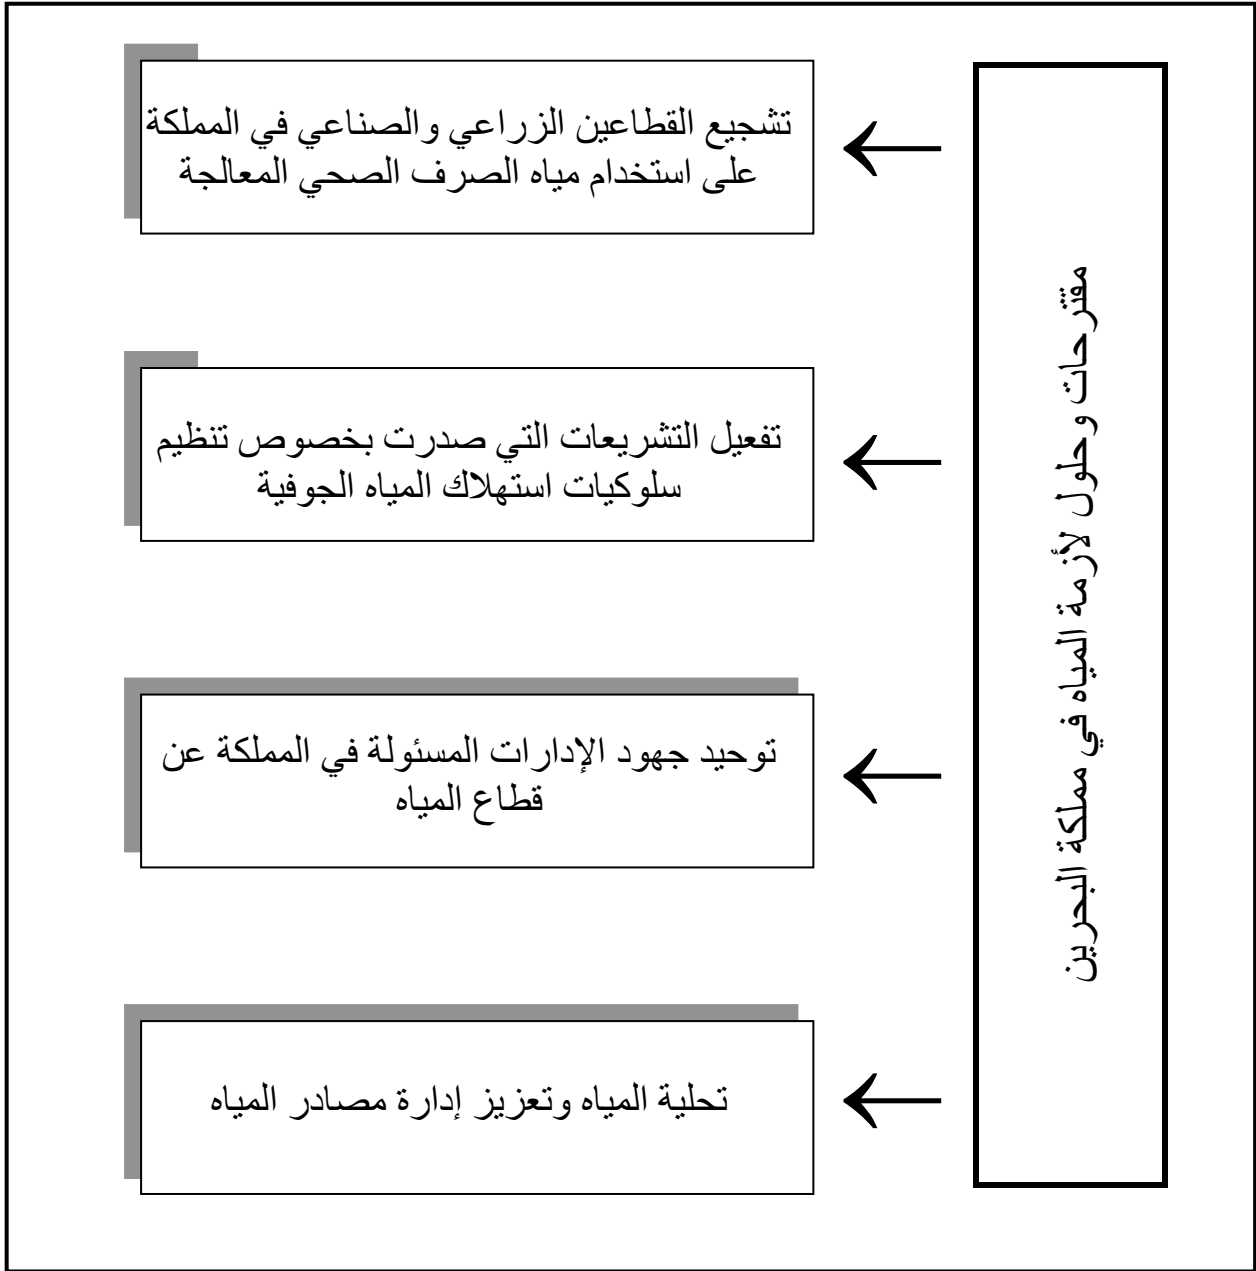 مقترحات وحلول لأزمة المياه في مملكة البحرين
تشجيع القطاعين الزراعي والصناعي في المملكة
على استخدام مياه الصرف الصحي المعالجة
تفعيل التشريعات التي صدرت بخصوص تنظيم
سلوكيات استهلاك المياه الجوفية
توحيد جهود الإدارات المسئولة في المملكة عن
قطاع المياه
تحلية المياه وتعزيز إدارة مصادر المياه